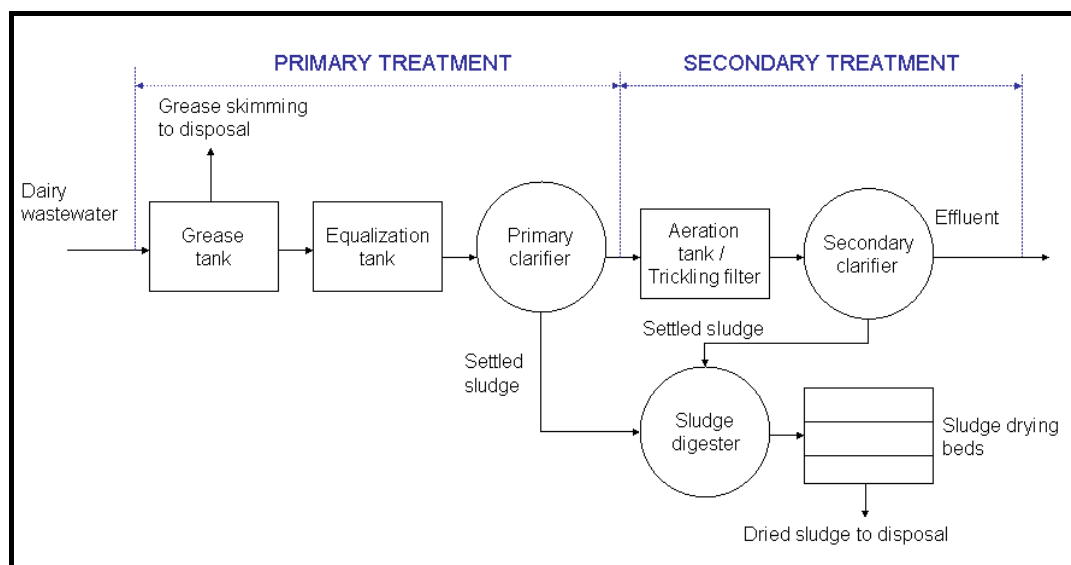 PRIMARY TREATMENT
SECONDARY TREATMENT
Grease skimming
to disposal
Dairy
wastewater
Grease
tank
Equalization
tank
Primary
clarifier
Aeration
tank /
Trickling filter
Secondary
clarifier
Effluent
Settled
sludge
Settled sludge
Sludge
digester
Sludge drying
beds
Dried sludge to disposal